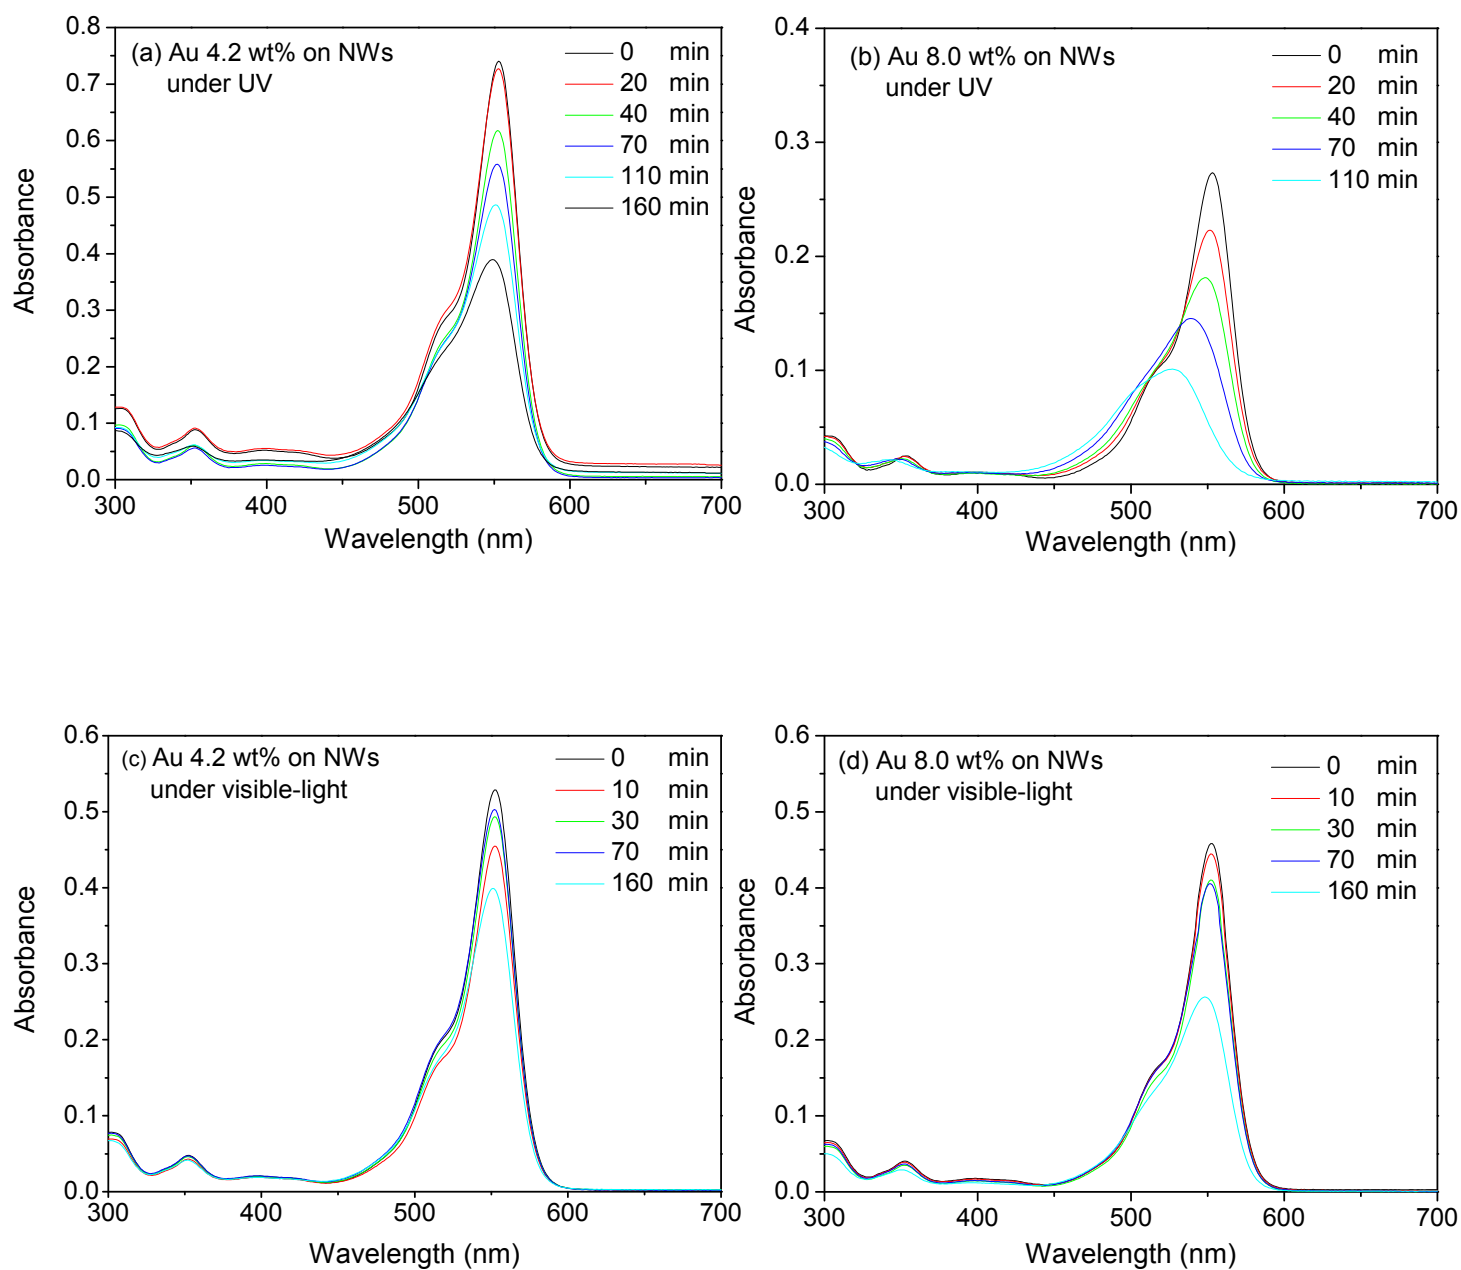 (a) Au 4.2 wt% on NWs
under UV
0 min
20 min
40 min
70 min
110 min
160 min
0.8
0.7
0.6
0.5
0.4
0.3
0.2
0.1
0.0
Absorbance
300 400 500 600 700
Wavelength (nm)
(b) Au 8.0 wt% on NWs
under UV
0 min
20 min
40 min
70 min
110 min
0.4
0.3
0.2
0.1
0.0
Absorbance
300 400 500 600 700
Wavelength (nm)
(c) Au 4.2 wt% on NWs
under visible-light
0 min
10 min
30 min
70 min
160 min
0.6
0.5
0.4
0.3
0.2
0.1
0.0
Absorbance
300 400 500 600 700
Wavelength (nm)
(d) Au 8.0 wt% on NWs
under visible-light
0 min
10 min
30 min
70 min
160 min
0.6
0.5
0.4
0.3
0.2
0.1
0.0
Absorbance
300 400 500 600 700
Wavelength (nm)